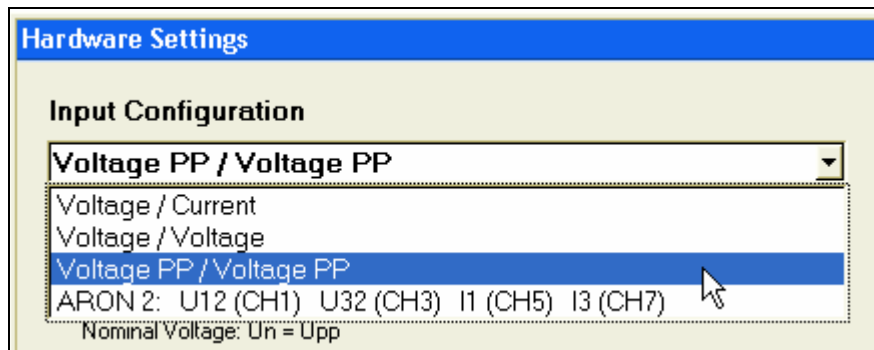 Hardware Settings
Input Configuration
Voltage PP / Voltage PP
Voltage / Current
Voltage / Voltage
Voltage PP / Voltage PP
ARON 2: U12 (CH1) U32 (CH3) I1 (CH5) I3 (CH7)
Nominal Voltage: Un = Upp